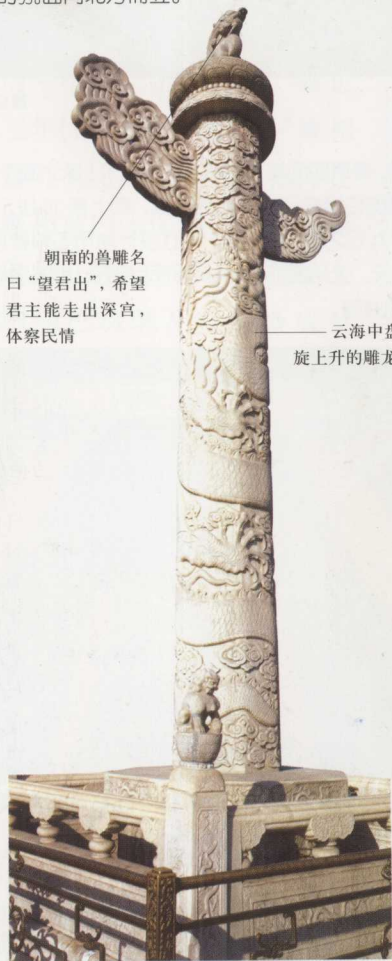 朝南的兽雕名
曰“望君出”，希望
君主能走出深宫，
体察民情
云海中盘
旋上升的雕龙